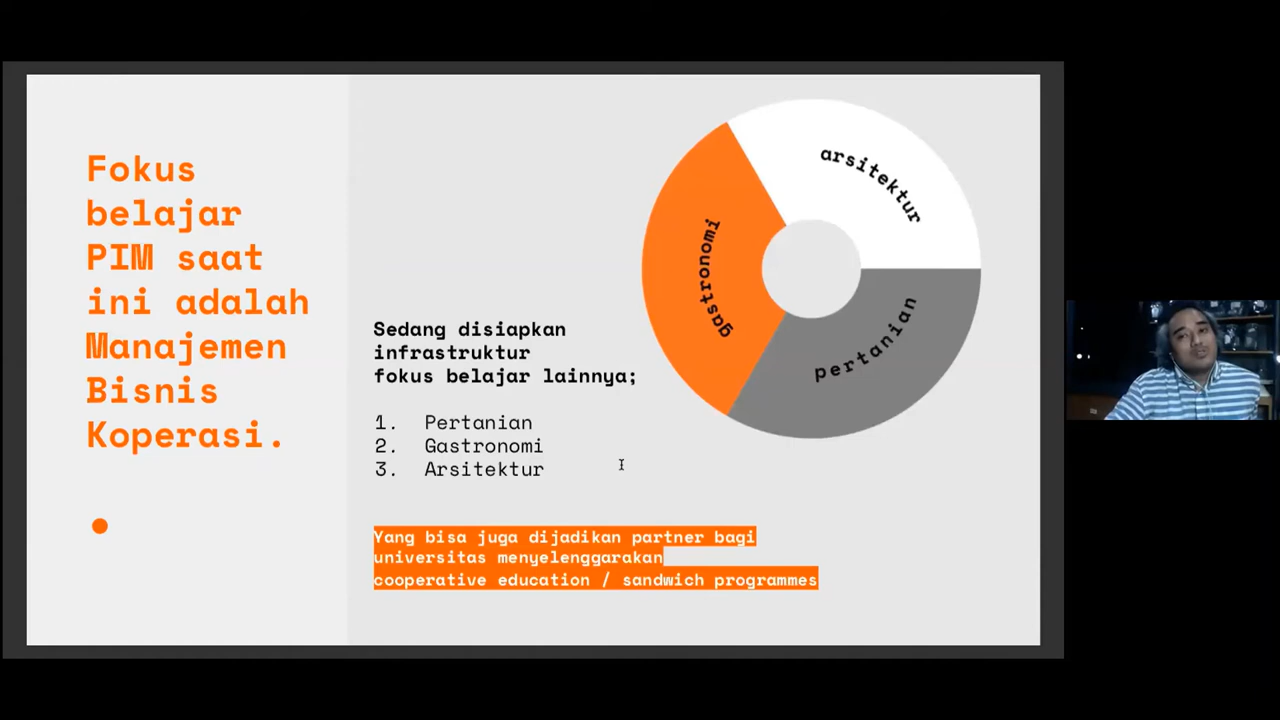 Fokus
belajar
PIM saat
ini adalah
Manajemen
Bisnis
Koperasi.
Sedang disiapkan
infrastruktur
fokus belajar lainnya;
1. Pertanian
2. Gastronomi
3. Arsitektur
Yang bisa juga dijadikan partner bagi
universitas menyelenggarakan
cooperative education / sandwich programmes
arsitektur
gastronomi
pertanian